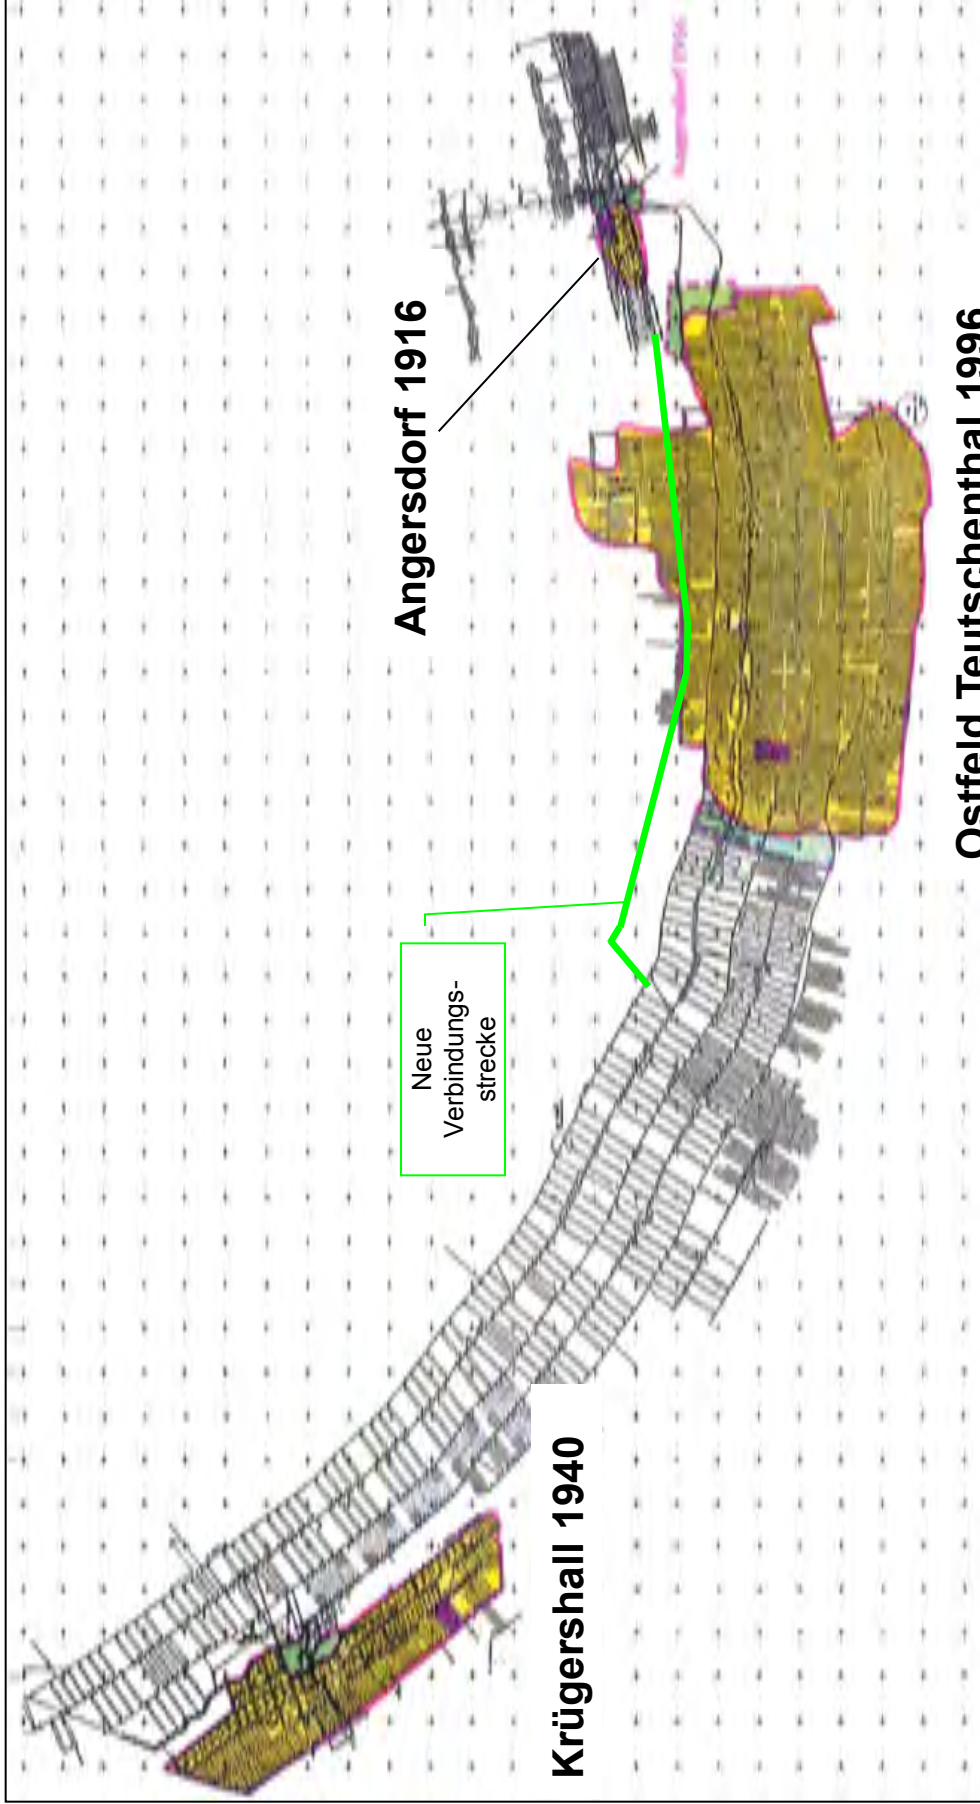 Angersdorf 1916
Neue
Verbindungs-
strecke
Krügershall 1940
Ostfeld Teutschenthal 1996